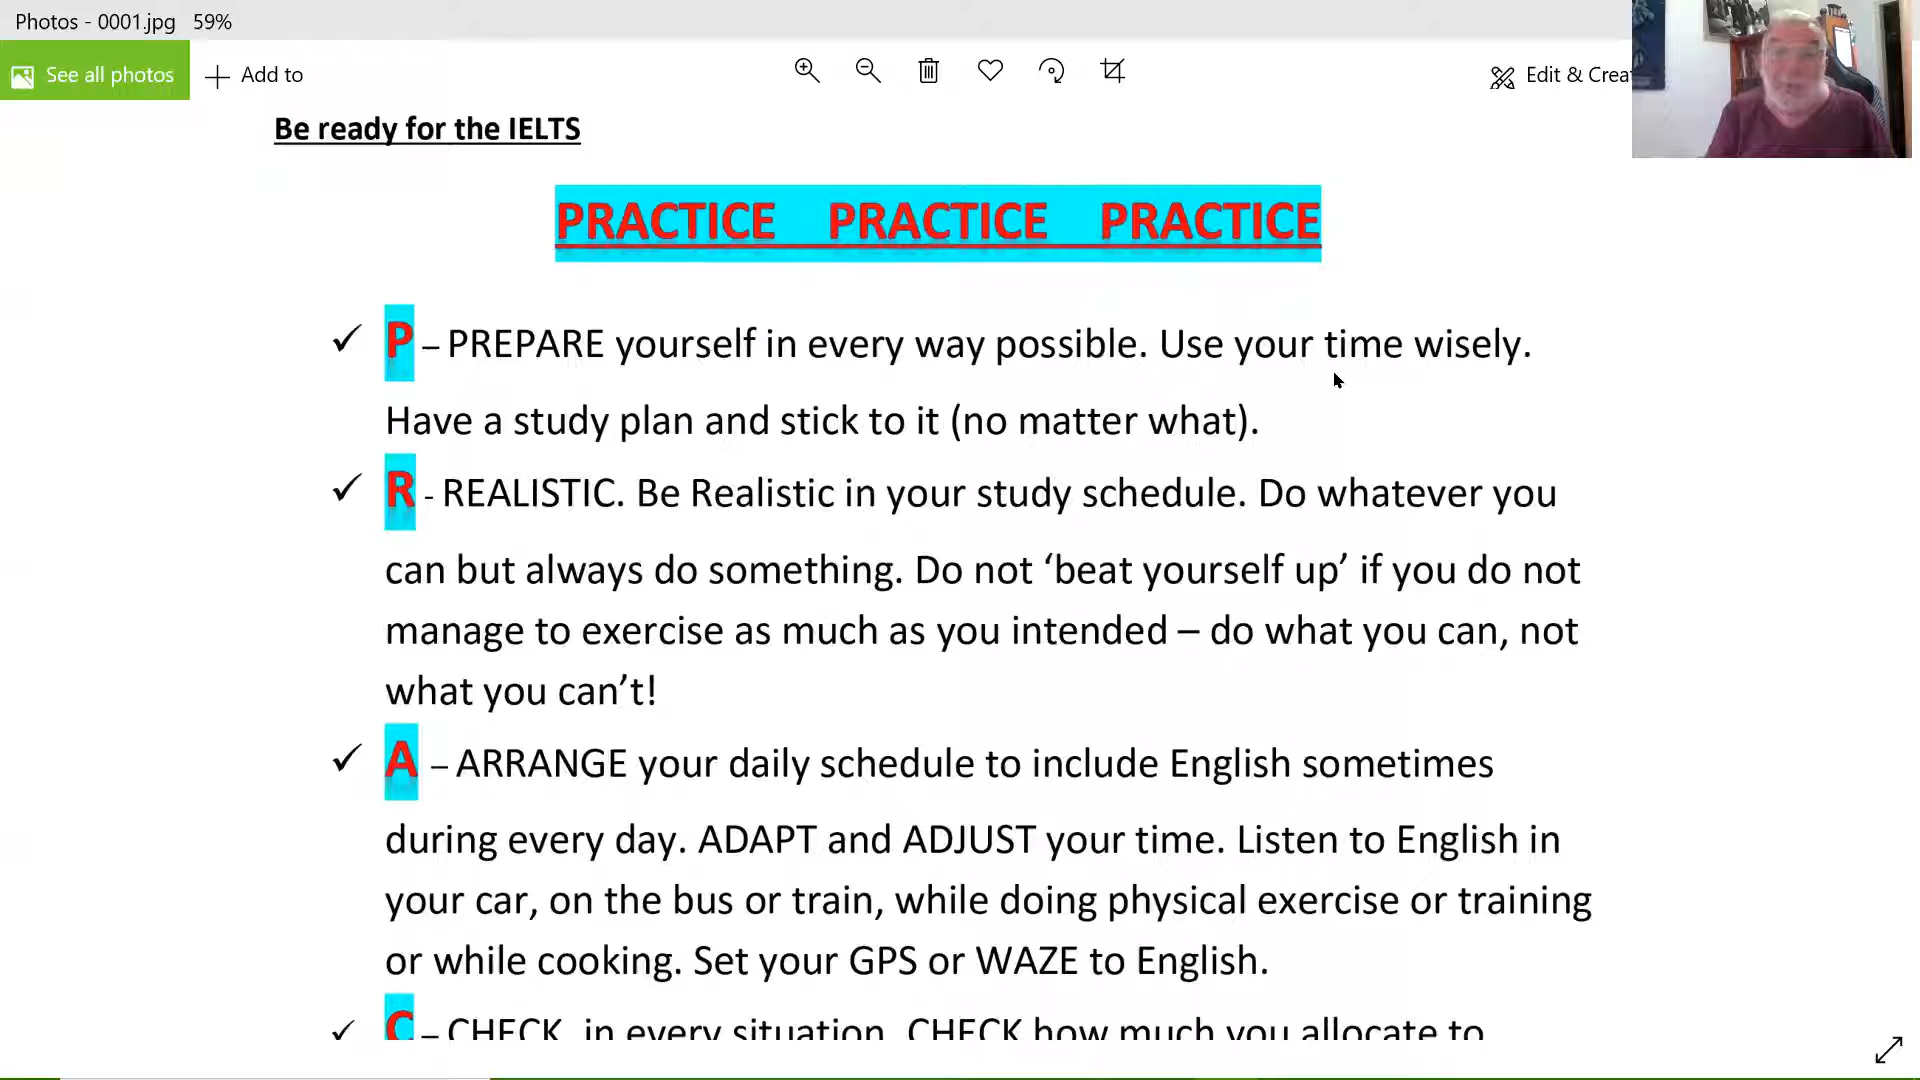 Photos - 0001.jpg 59%
See all photos
Add to
Edit & Crea
Be ready for the IELTS
PRACTICE PRACTICE PRACTICE
✓ P – PREPARE yourself in every way possible. Use your time wisely.
Have a study plan and stick to it (no matter what).
✓ R - REALISTIC. Be Realistic in your study schedule. Do whatever you
can but always do something. Do not ‘beat yourself up’ if you do not
manage to exercise as much as you intended – do what you can, not
what you can’t!
✓ A – ARRANGE your daily schedule to include English sometimes
during every day. ADAPT and ADJUST your time. Listen to English in
your car, on the bus or train, while doing physical exercise or training
or while cooking. Set your GPS or WAZE to English.
✓ C – CHECK in every situation. CHECK how much you allocate to